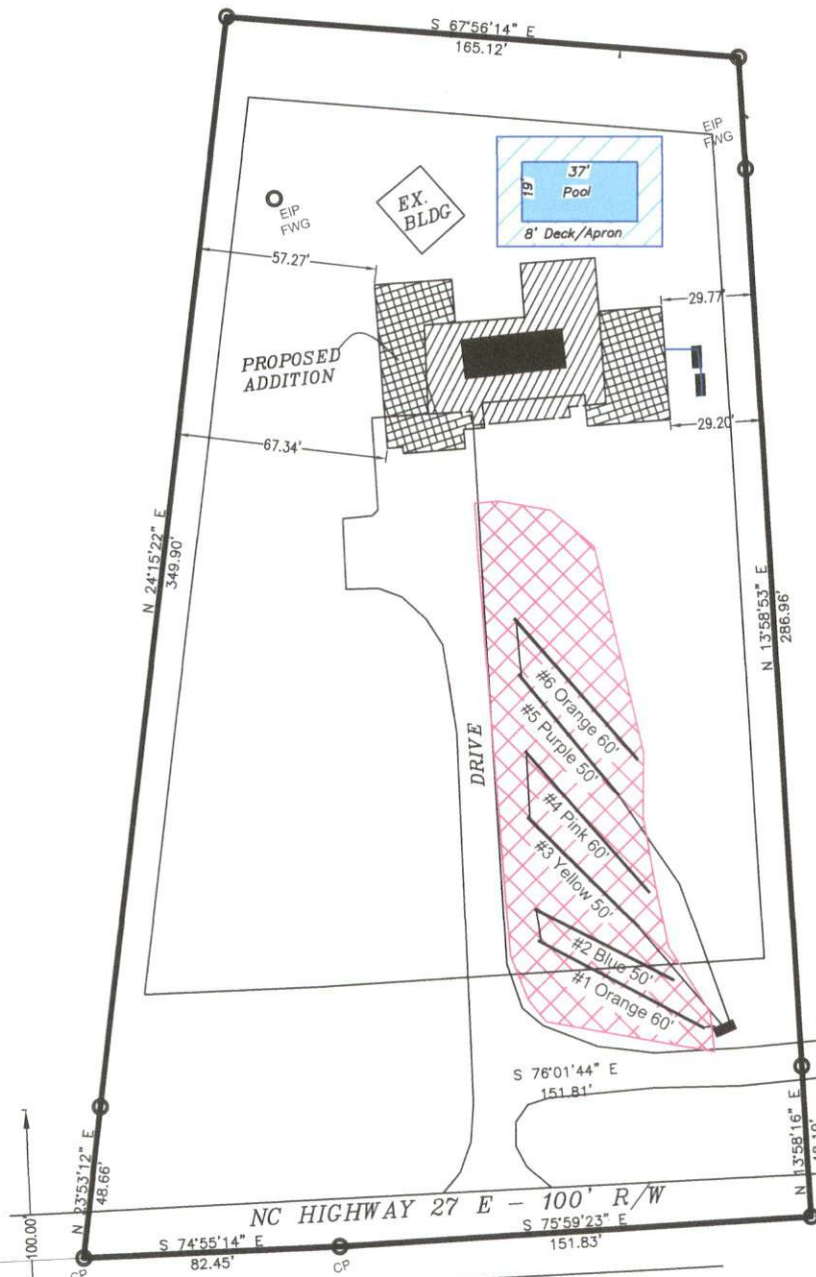 S 67°56'14" E
165.12'
EIP
FWG
37'
19'
Pool
8' Deck/Apron
EX.
BLDG
EIP
FWG
57.27'
29.77'
PROPOSED
ADDITION
67.34'
29.20'
N 24°15'22" E
349.90'
N 13°58'53" E
286.96'
#6 Orange 60'
#5 Purple 50'
DRIVE
#4 Pink 60'
#3 Yellow 50'
#2 Blue 50'
#1 Orange 60'
S 76°01'44" E
151.81'
N 23°53'12" E
48.66'
N 13°58'16" E
100.00'
NC HIGHWAY 27 E - 100' R/W
S 74°55'14" E
82.45'
S 75°59'23" E
151.83'
CP
CP